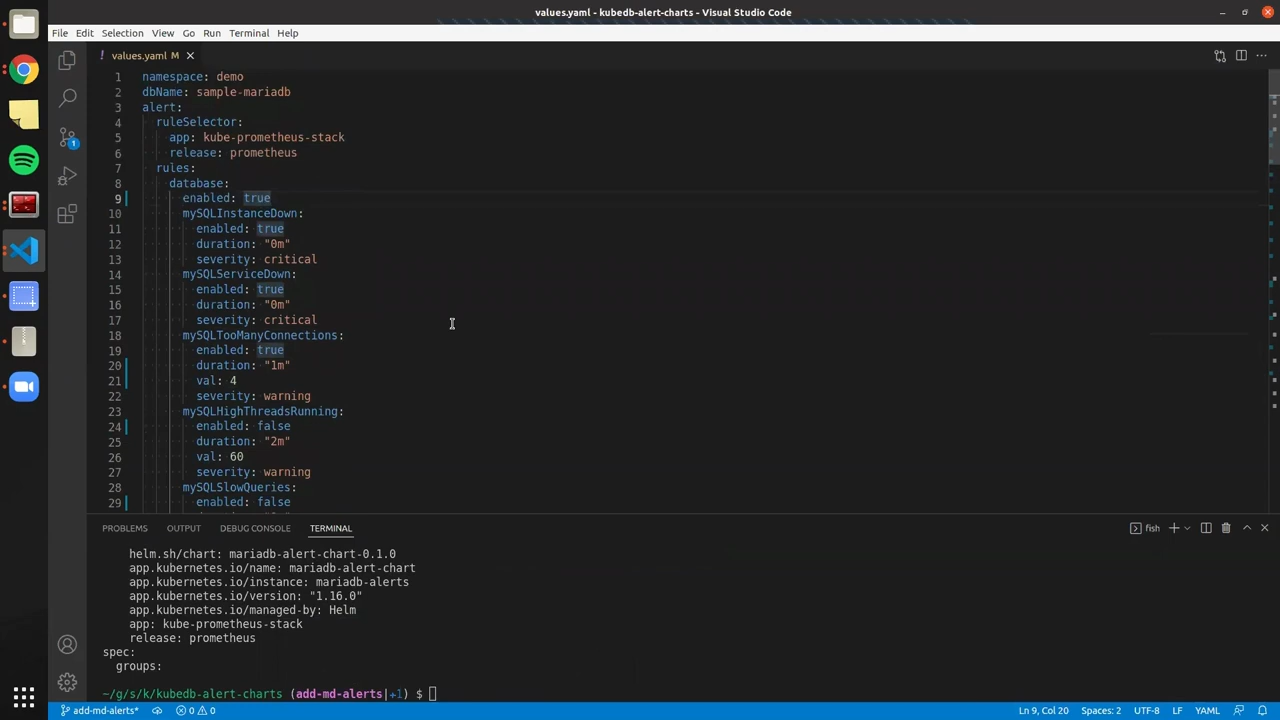 values.yaml - kubedb-alert-charts - Visual Studio Code
File Edit Selection View Go Run Terminal Help
! values.yaml M
1 namespace: demo
2 dbName: sample-mariadb
3 alert:
4 ruleSelector:
5 app: kube-prometheus-stack
6 release: prometheus
7 rules:
8 database:
9 enabled: true
10 mySQLInstanceDown:
11 enabled: true
12 duration: "0m"
13 severity: critical
14 mySQLServiceDown:
15 enabled: true
16 duration: "0m"
17 severity: critical
18 mySQLTooManyConnections:
19 enabled: true
20 duration: "1m"
21 val: 4
22 severity: warning
23 mySQLHighThreadsRunning:
24 enabled: false
25 duration: "2m"
26 val: 60
27 severity: warning
28 mySQLSlowQueries:
29 enabled: false
1
PROBLEMS OUTPUT DEBUG CONSOLE TERMINAL fish
helm.sh/chart: mariadb-alert-chart-0.1.0
app.kubernetes.io/name: mariadb-alert-chart
app.kubernetes.io/instance: mariadb-alerts
app.kubernetes.io/version: "1.16.0"
app.kubernetes.io/managed-by: Helm
app: kube-prometheus-stack
release: prometheus
spec:
groups:
~/g/s/k/kubedb-alert-charts (add-md-alerts|+1) $
add-md-alerts* 0 0 Ln 9, Col 20 Spaces: 2 UTF-8 LF YAML